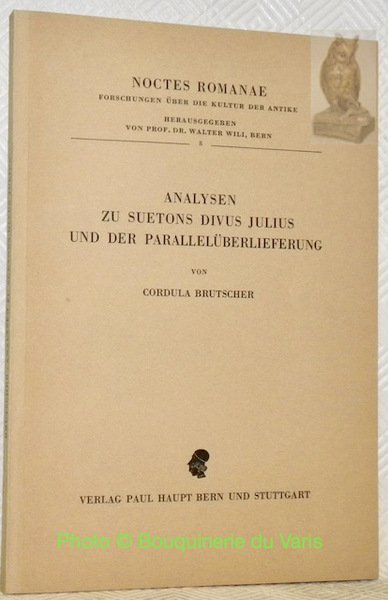 NOCTES ROMANAE
FORSCHUNGEN ÜBER DIE KULTUR DER ANTIKE
HERAUSGEGEBEN
VON PROF. DR. WALTER WILI, BERN
8
ANALYSEN
ZU SUETONS DIVUS JULIUS
UND DER PARALLELÜBERLIEFERUNG
VON
CORDULA BRUTSCHER
VERLAG PAUL HAUPT BERN UND STUTTGART
Photo © Bouquinerie du Varis